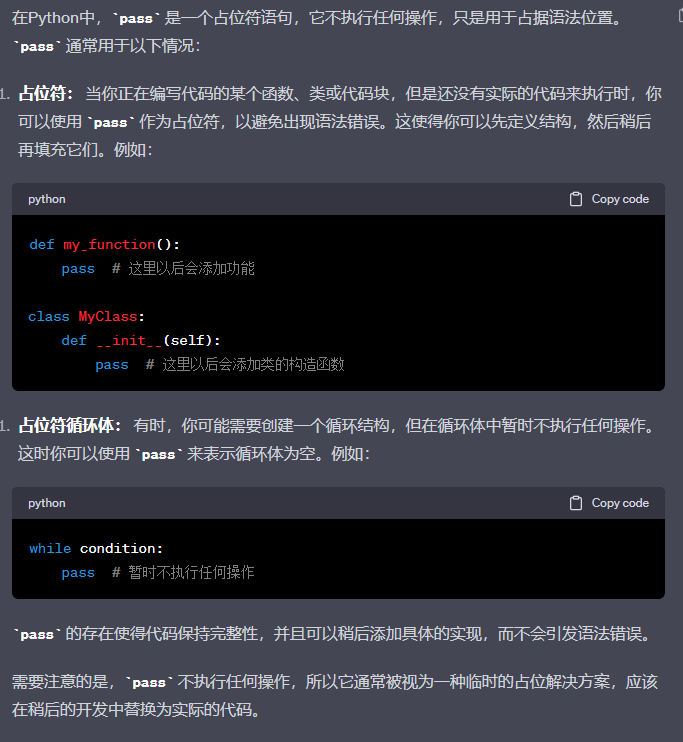 在Python中，`pass`是一个占位符语句，它不执行任何操作，只是用于占据语法位置。
`pass`通常用于以下情况：
1. 占位符： 当你正在编写代码的某个函数、类或代码块，但是还没有实际的代码来执行时，你
可以使用`pass`作为占位符，以避免出现语法错误。这使得你可以先定义结构，然后稍后
再填充它们。例如：
python Copy code
def my_function():
    pass  # 这里以后会添加功能
class MyClass:
    def __init__(self):
        pass  # 这里以后会添加类的构造函数
1. 占位符循环体： 有时，你可能需要创建一个循环结构，但在循环体中暂时不执行任何操作。
这时你可以使用`pass`来表示循环体为空。例如：
python Copy code
while condition:
    pass  # 暂时不执行任何操作
`pass`的存在使得代码保持完整性，并且可以稍后添加具体的实现，而不会引发语法错误。
需要注意的是，`pass`不执行任何操作，所以它通常被视为一种临时的占位解决方案，应该
在稍后的开发中替换为实际的代码。